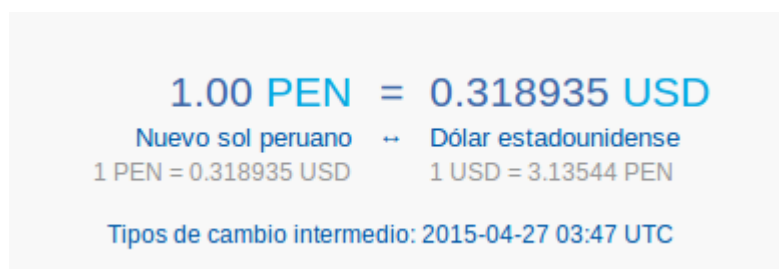 1.00 PEN = 0.318935 USD
Nuevo sol peruano ↔ Dólar estadounidense
1 PEN = 0.318935 USD 1 USD = 3.13544 PEN
Tipos de cambio intermedio: 2015-04-27 03:47 UTC